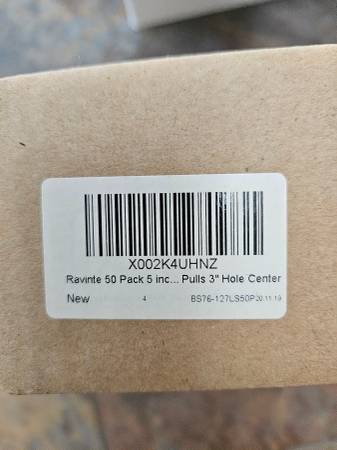 X002K4UHNZ
Ravinte 50 Pack 5 inc... Pulls 3" Hole Center
New 4 BS76-127LS50P20.11.19